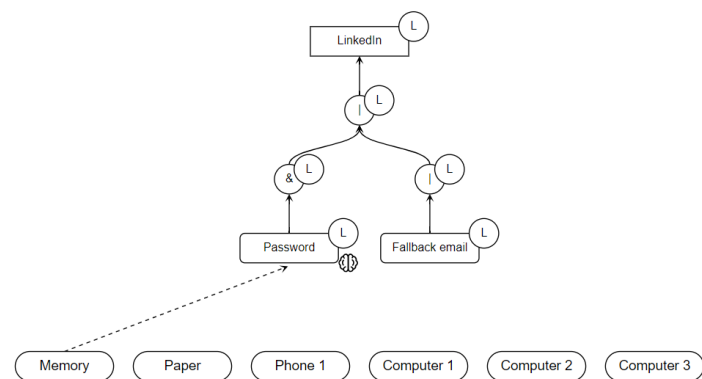 L
LinkedIn
L
|
L
L
&
|
L
L
Password
Fallback email
Memory
Paper
Phone 1
Computer 1
Computer 2
Computer 3